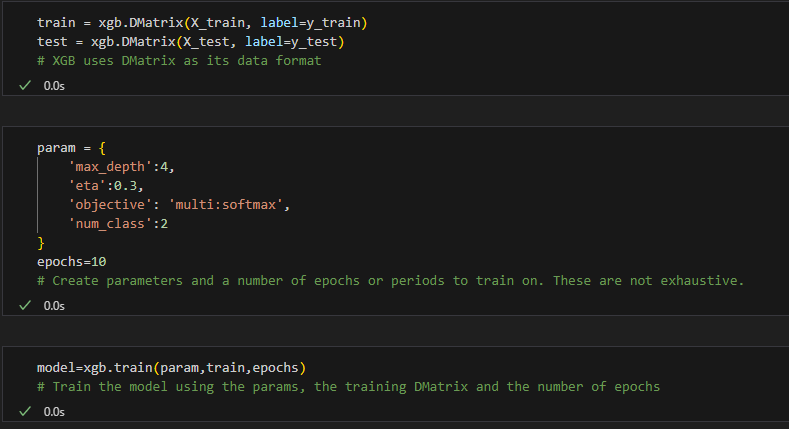 train = xgb.DMatrix(X_train, label=y_train)
test = xgb.DMatrix(X_test, label=y_test)
# XGB uses DMatrix as its data format
0.0s
param = {
    'max_depth':4,
    'eta':0.3,
    'objective': 'multi:softmax',
    'num_class':2
}
epochs=10
# Create parameters and a number of epochs or periods to train on. These are not exhaustive.
0.0s
model=xgb.train(param,train,epochs)
# Train the model using the params, the training DMatrix and the number of epochs
0.0s